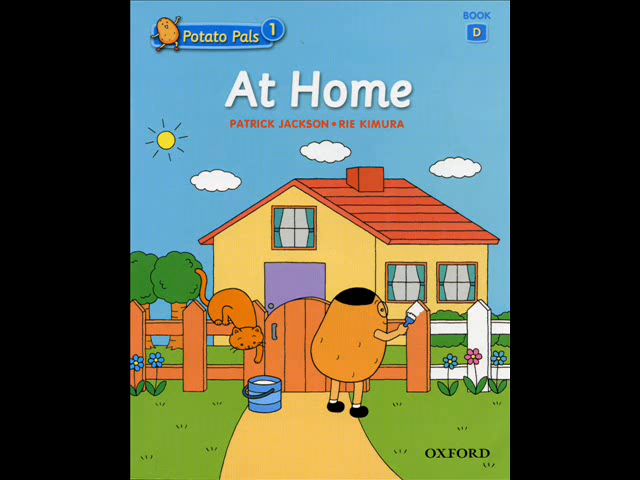 Potato Pals 1
BOOK
D
At Home
PATRICK JACKSON • RIE KIMURA
OXFORD